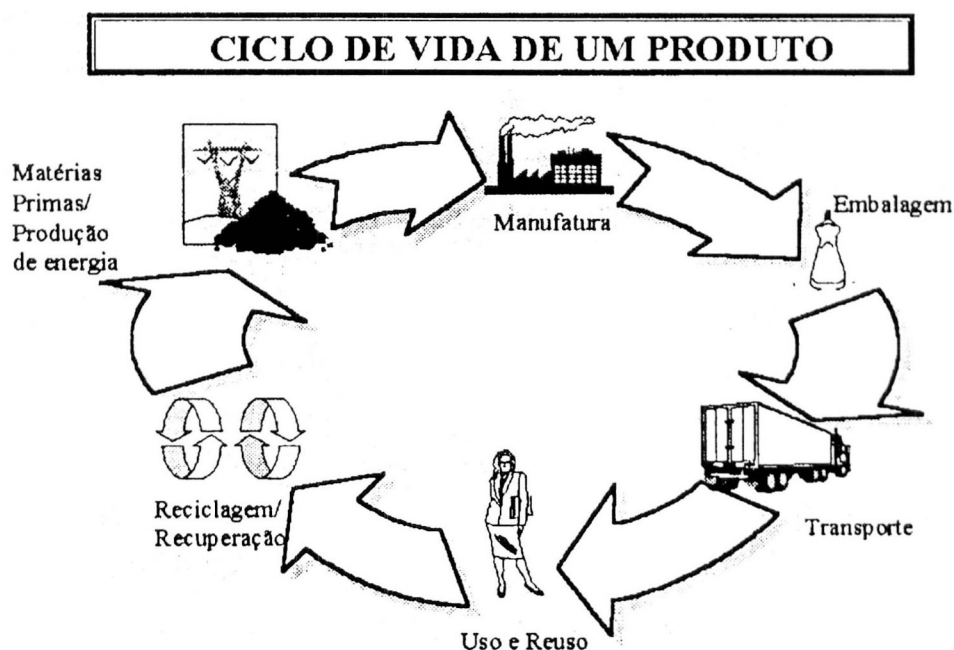 CICLO DE VIDA DE UM PRODUTO
Matérias
Primas/
Produção
de energia
Manufatura
Embalagem
Transporte
Uso e Reuso
Reciclagem/
Recuperação